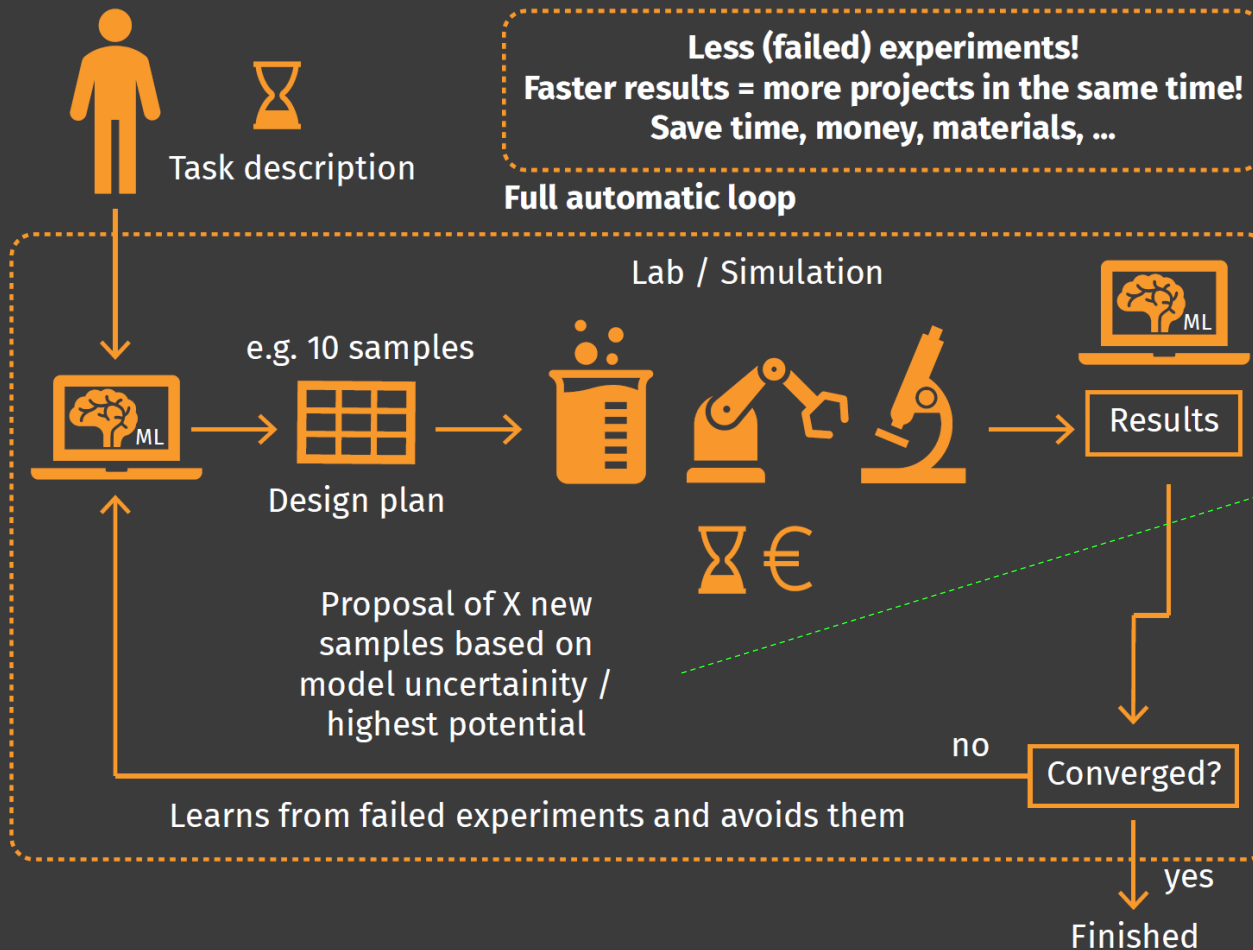 Less (failed) experiments!
Faster results = more projects in the same time!
Save time, money, materials, ...
Task description
Full automatic loop
Lab / Simulation
ML
e.g. 10 samples
ML
Results
Design plan
€
Proposal of X new
samples based on
model uncertainity /
highest potential
no
Converged?
Learns from failed experiments and avoids them
yes
Finished